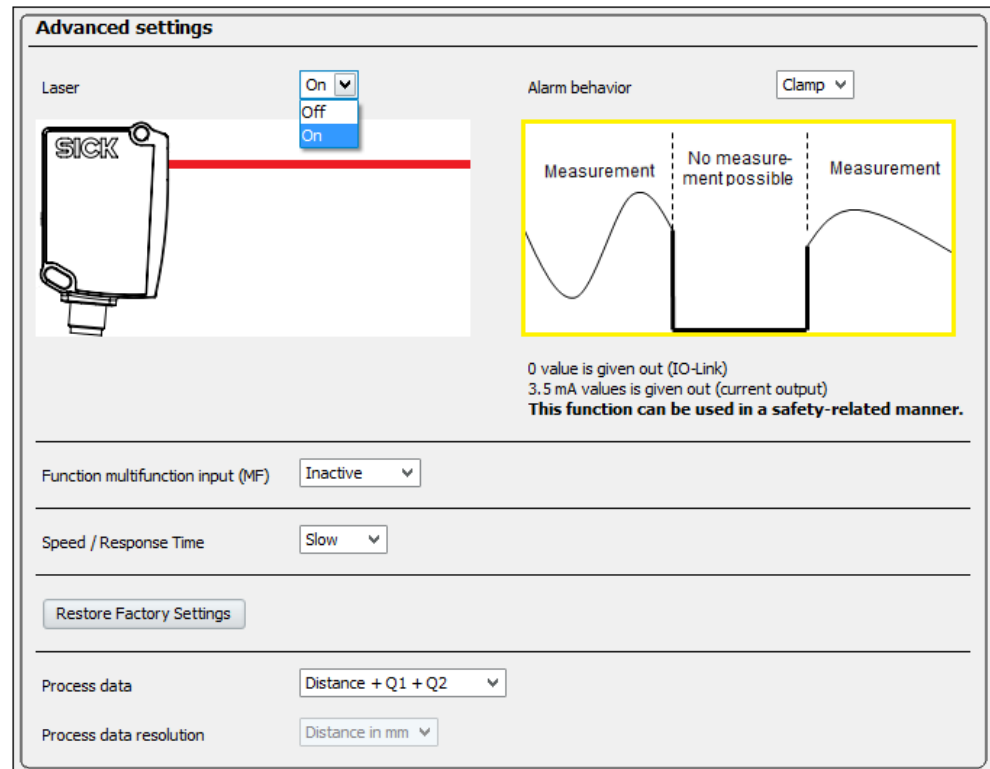 Advanced settings
Laser
On
Off
On
SICK
Alarm behavior
Clamp
Measurement
No measure-
ment possible
Measurement
0 value is given out (IO-Link)
3.5 mA values is given out (current output)
This function can be used in a safety-related manner.
Function multifunction input (MF)
Inactive
Speed / Response Time
Slow
Restore Factory Settings
Process data
Distance + Q1 + Q2
Process data resolution
Distance in mm